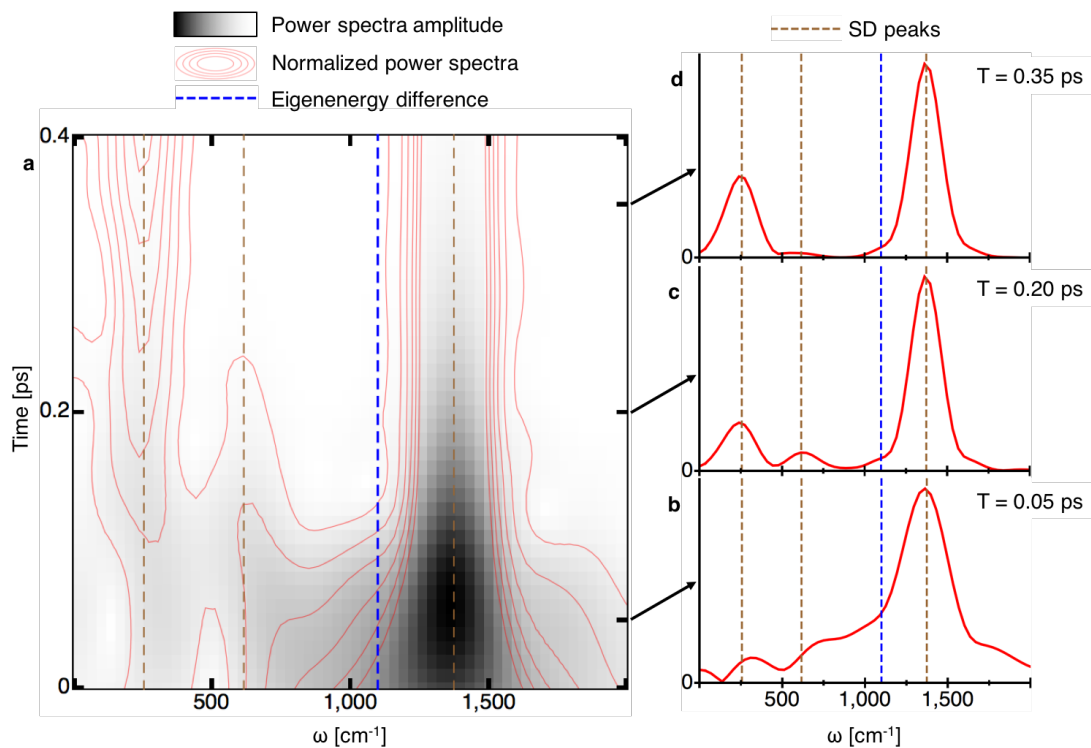 Power spectra amplitude
Normalized power spectra
Eigenenergy difference
SD peaks
a
0.4
0.2
0
Time [ps]
500
1,000
1,500
ω [cm-1]
d
T = 0.35 ps
0
c
T = 0.20 ps
0
b
T = 0.05 ps
0
500
1,000
1,500
ω [cm-1]